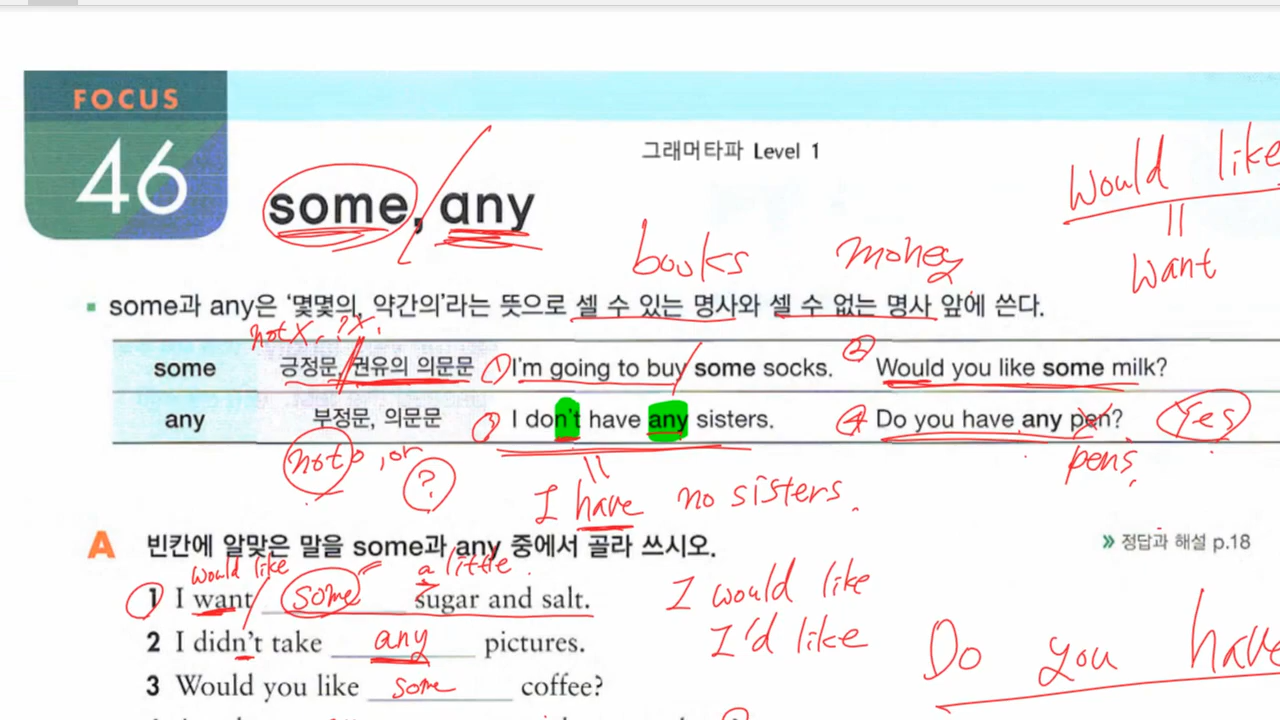 FOCUS
46
그래머타파 Level 1
would like
=
want
some, any
books money
some과 any은 '몇몇의, 약간의'라는 뜻으로 셀 수 있는 명사와 셀 수 없는 명사 앞에 쓴다.
not X, ? X.
some 긍정문, 권유의 의문문 ① I'm going to buy some socks. ② Would you like some milk?
any 부정문, 의문문 ③ I don't have any sisters. ④ Do you have any pen? Yes
not o, or ? pens.
=
I have no sisters.
A 빈칸에 알맞은 말을 some과 any 중에서 골라 쓰시오. » 정답과 해설 p.18
would like a little.
1 I want some sugar and salt. I would like
2 I didn't take any pictures. I'd like
Do you have
3 Would you like some coffee?